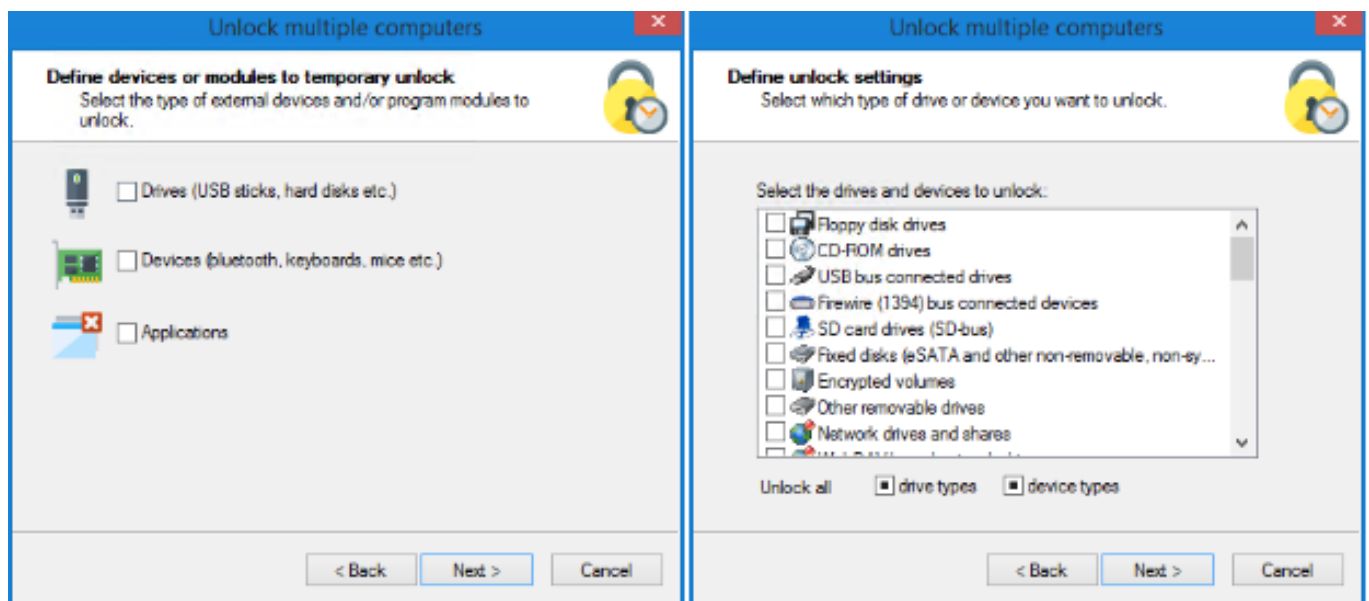 Unlock multiple computers
Define devices or modules to temporary unlock
Select the type of external devices and/or program modules to
unlock.
Drives (USB sticks, hard disks etc.)
Devices (bluetooth, keyboards, mice etc.)
Applications
< Back
Next >
Cancel
Unlock multiple computers
Define unlock settings
Select which type of drive or device you want to unlock.
Select the drives and devices to unlock:
Floppy disk drives
CD-ROM drives
USB bus connected drives
Firewire (1394) bus connected devices
SD card drives (SD-bus)
Fixed disks (eSATA and other non-removable, non-sy...
Encrypted volumes
Other removable drives
Network drives and shares
Unlock all
drive types
device types
< Back
Next >
Cancel